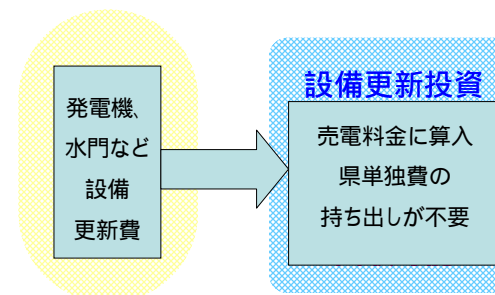 発電機、
水門など
設備
更新費
設備更新投資
売電料金に算入
県単独費の
持ち出しが不要